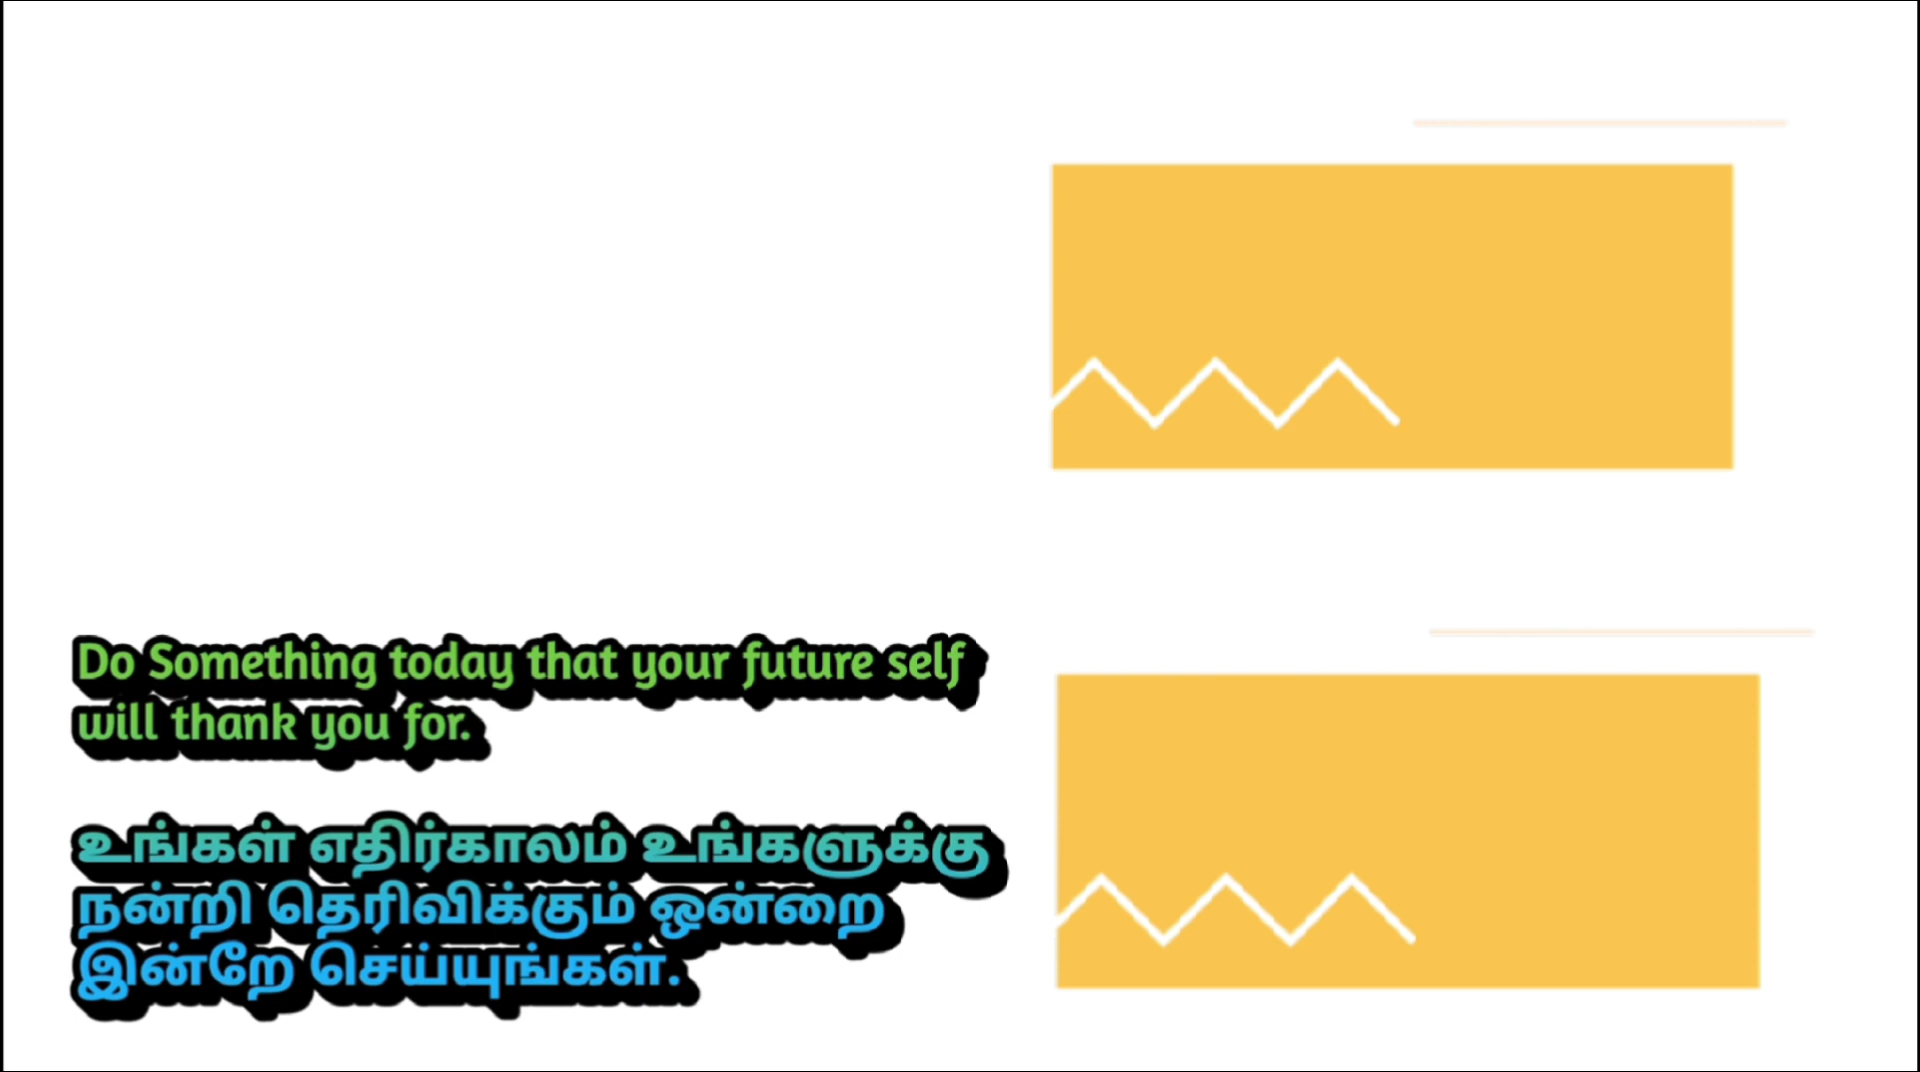 Do Something today that your future self
will thank you for.
உங்கள் எதிர்காலம் உங்களுக்கு
நன்றி தெரிவிக்கும் ஒன்றை
இன்றே செய்யுங்கள்.